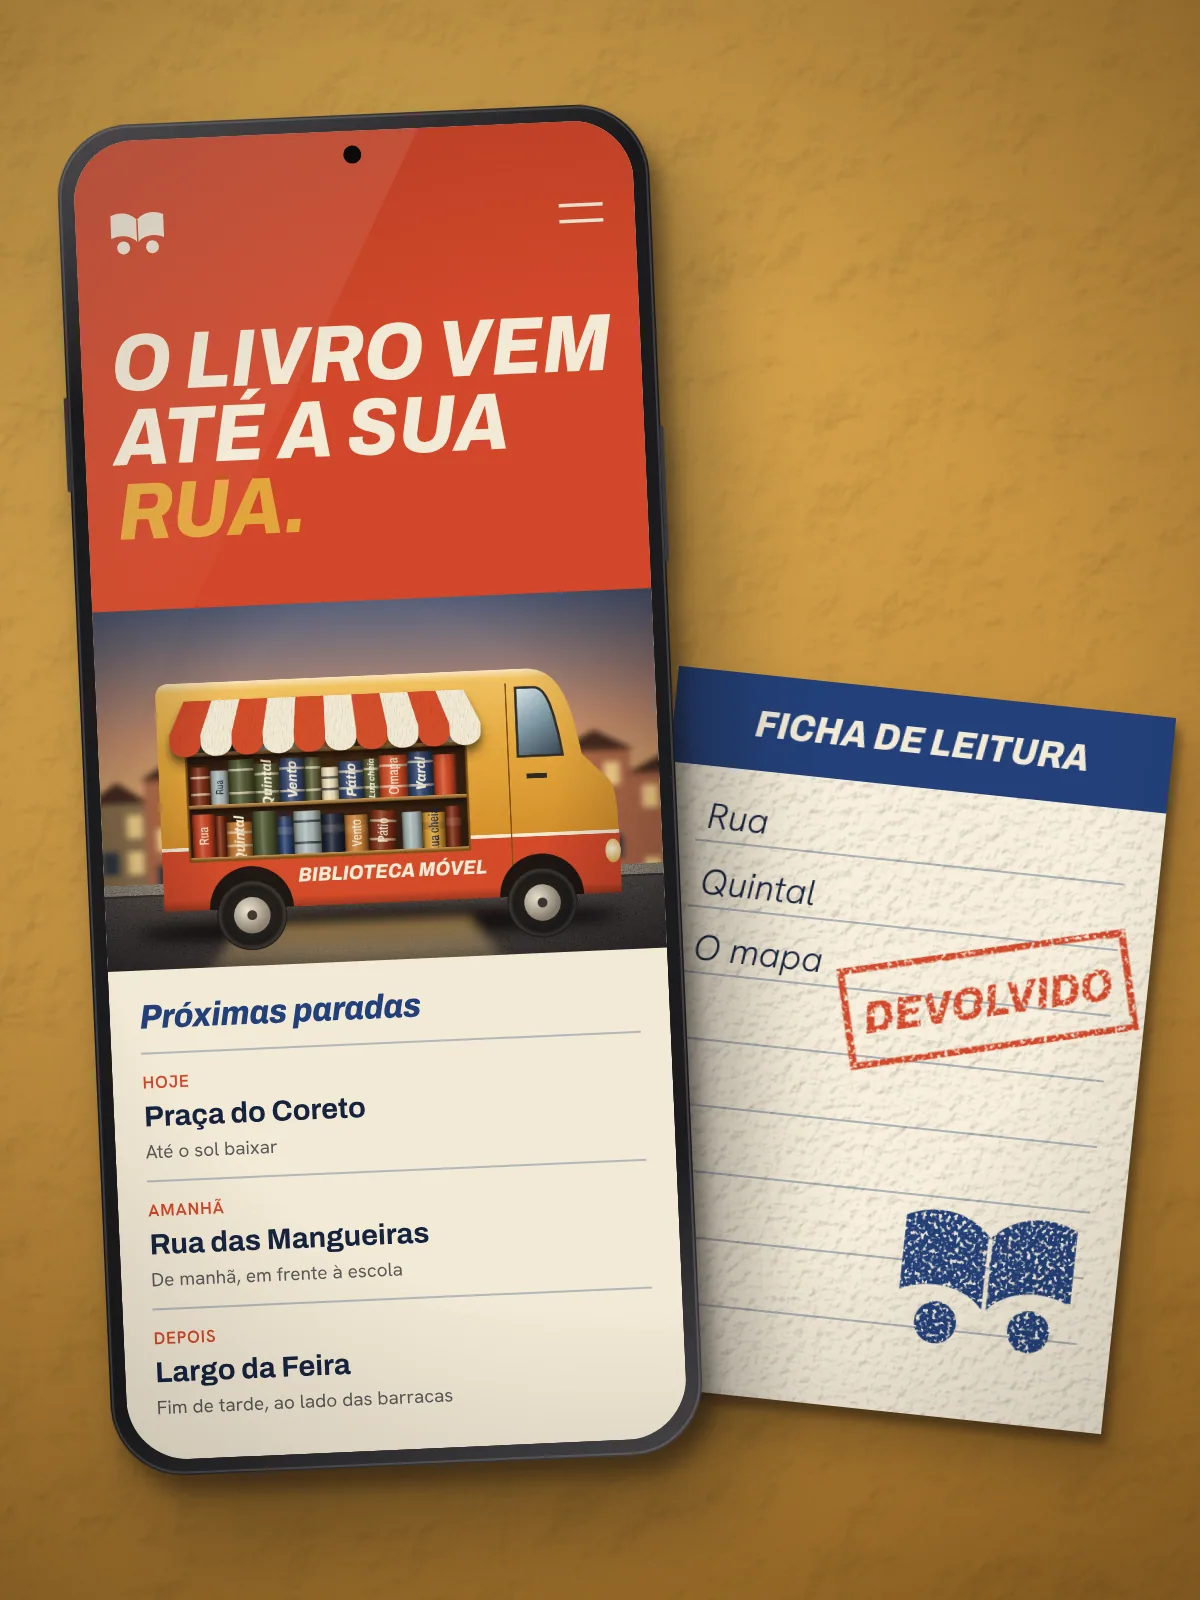 O LIVRO VEM
ATÉ A SUA
RUA.
Rua
Quintal
Vento
Pátio
Lua cheia
O mapa
Varal
Rua
Quintal
Vento
Pátio
BIBLIOTECA MÓVEL
Próximas paradas
HOJE
Praça do Coreto
Até o sol baixar
AMANHÃ
Rua das Mangueiras
De manhã, em frente à escola
DEPOIS
Largo da Feira
Fim de tarde, ao lado das barracas
FICHA DE LEITURA
Rua
Quintal
O mapa
DEVOLVIDO